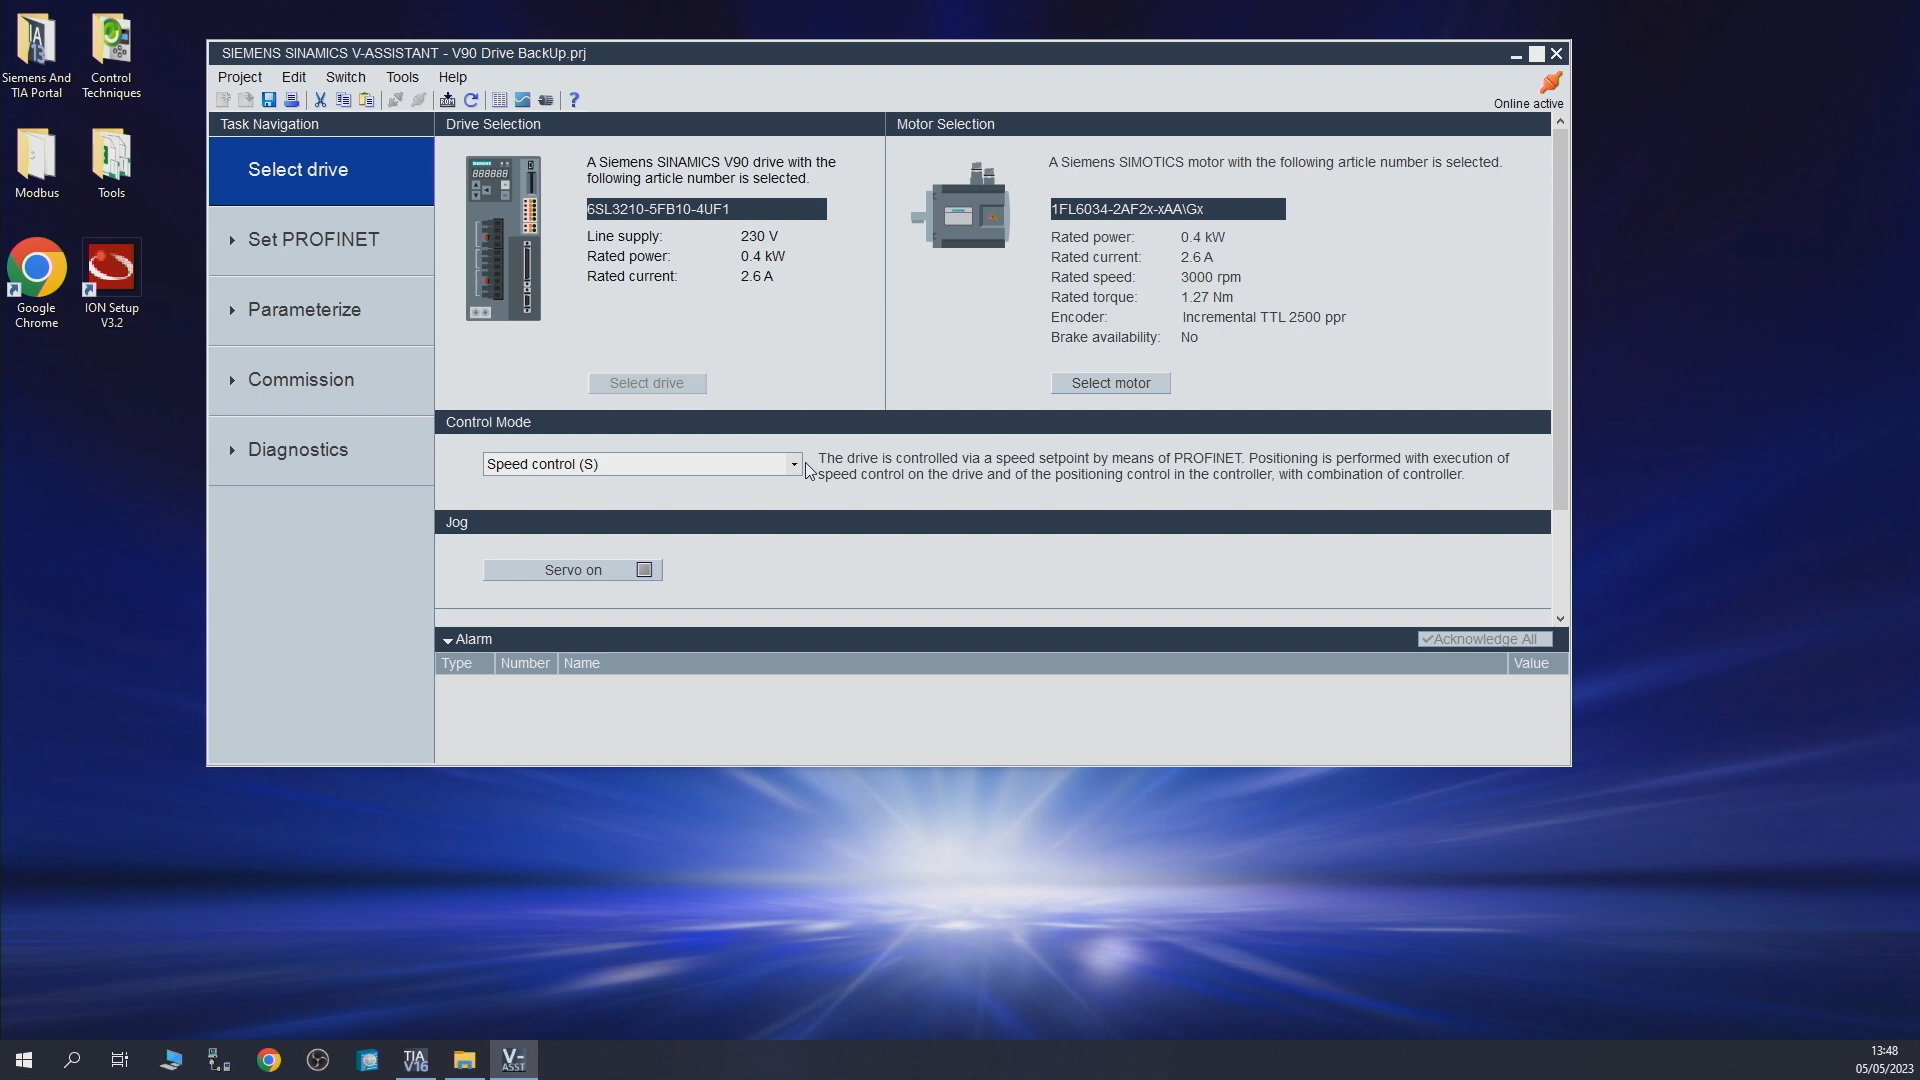 Siemens And
TIA Portal
Control
Techniques
Modbus
Tools
Google
Chrome
ION Setup
V3.2
SIEMENS SINAMICS V-ASSISTANT - V90 Drive BackUp.prj
Project Edit Switch Tools Help
Online active
Task Navigation
Select drive
Set PROFINET
Parameterize
Commission
Diagnostics
Drive Selection
A Siemens SINAMICS V90 drive with the
following article number is selected.
6SL3210-5FB10-4UF1
Line supply: 230 V
Rated power: 0.4 kW
Rated current: 2.6 A
Select drive
Motor Selection
A Siemens SIMOTICS motor with the following article number is selected.
1FL6034-2AF2x-xAA\Gx
Rated power: 0.4 kW
Rated current: 2.6 A
Rated speed: 3000 rpm
Rated torque: 1.27 Nm
Encoder: Incremental TTL 2500 ppr
Brake availability: No
Select motor
Control Mode
Speed control (S)
The drive is controlled via a speed setpoint by means of PROFINET. Positioning is performed with execution of
speed control on the drive and of the positioning control in the controller, with combination of controller.
Jog
Servo on
Alarm
Acknowledge All
Type Number Name Value
TIA
V16
V-
ASST
13:48
05/05/2023